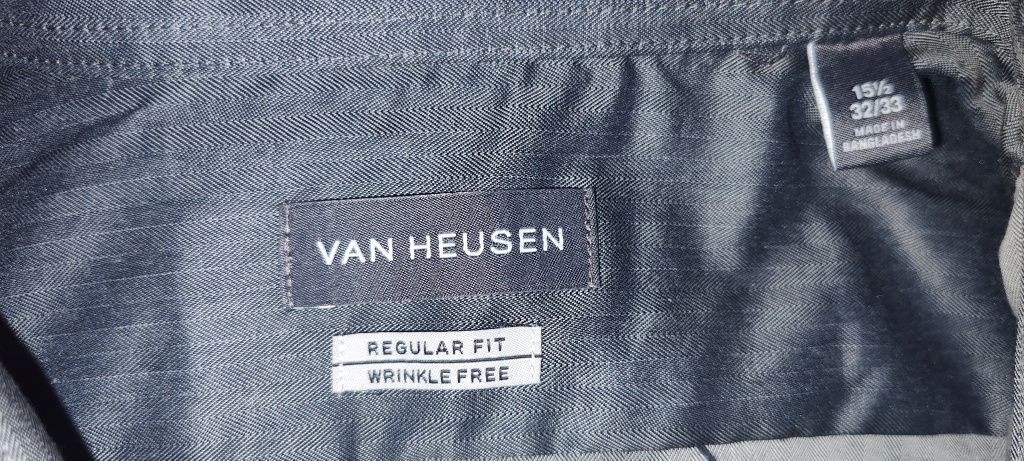 15½
32/33
MADE IN
BANGLADESH
VAN HEUSEN
REGULAR FIT
WRINKLE FREE